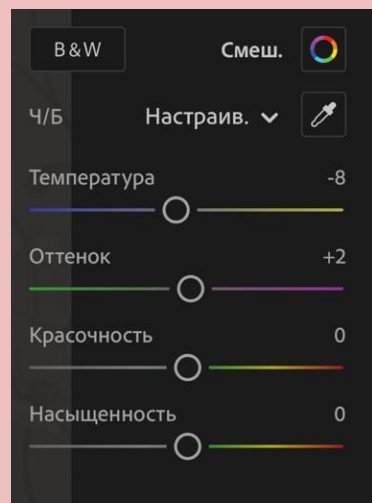 B&W Смеш.
Ч/Б Настраив.
Температура -8
Оттенок +2
Красочность 0
Насыщенность 0